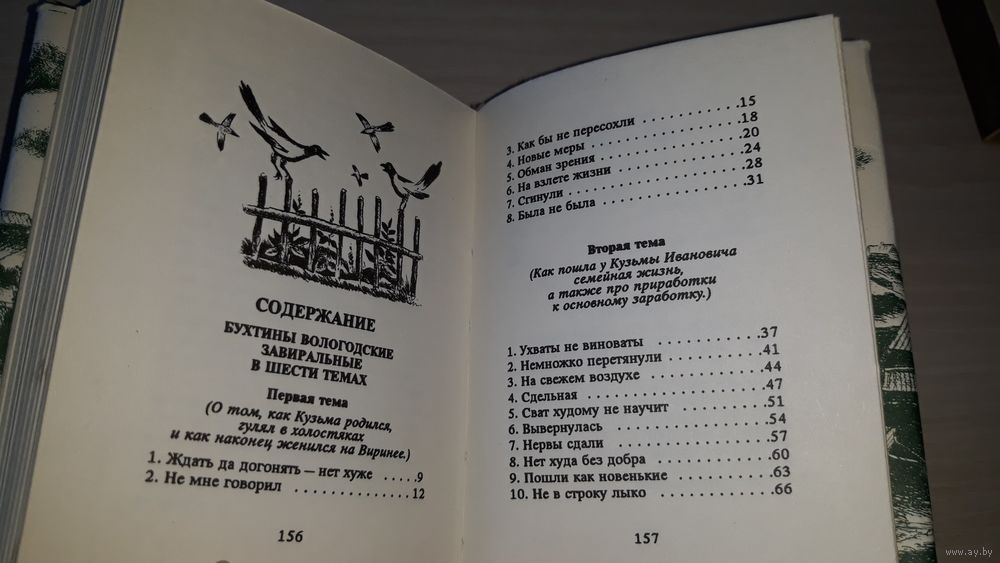 СОДЕРЖАНИЕ
БУХТИНЫ ВОЛОГОДСКИЕ
ЗАВИРАЛЬНЫЕ
В ШЕСТИ ТЕМАХ
Первая тема
(О том, как Кузьма родился,
гулял в холостяках
и как наконец женился на Виринее.)
1. Ждать да догонять — нет хуже .....9
2. Не мне говорил ..............12
156
3. Как бы не пересохли ..........15
4. Новые меры ................18
5. Обман зрения ...............20
6. На взлете жизни .............24
7. Сгинули ...................28
8. Была не была ...............31
Вторая тема
(Как пошла у Кузьмы Ивановича
семейная жизнь,
а также про приработки
к основному заработку.)
1. Ухваты не виноваты ...........37
2. Немножко перетянули ..........41
3. На свежем воздухе ............44
4. Сдельная ..................47
5. Сват худому не научит .........51
6. Вывернулась ................54
7. Нервы сдали ................57
8. Нет худа без добра ............60
9. Пошли как новенькие ..........63
10. Не в строку лыко ............66
157
www.ay.by